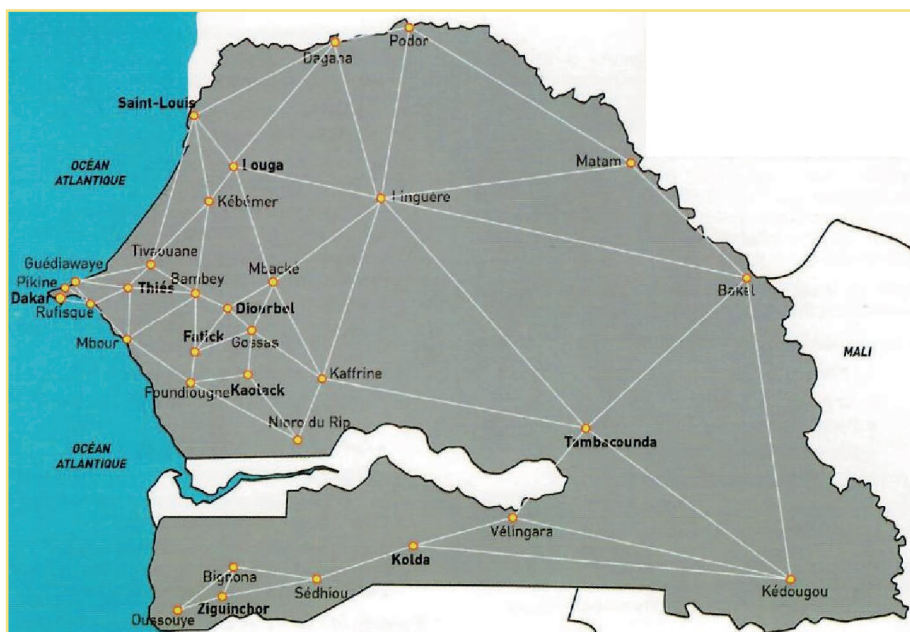 Podor
Dagana
Saint-Louis
OCÉAN
ATLANTIQUE
Louga
Matam
Linguère
Kébémer
Tivaouane
Guédiawaye
Mbacké
Pikine
Thiés
Bambey
Bakel
Dakar
Rufisque
Diourbel
Mbour
Fatick
Gossas
MALI
Foundiougne
Kaolack
Kaffrine
Nioro du Rip
OCÉAN
ATLANTIQUE
Tambacounda
Vélingara
Kolda
Bignona
Sédhiou
Kédougou
Ziguinchor
Oussouye